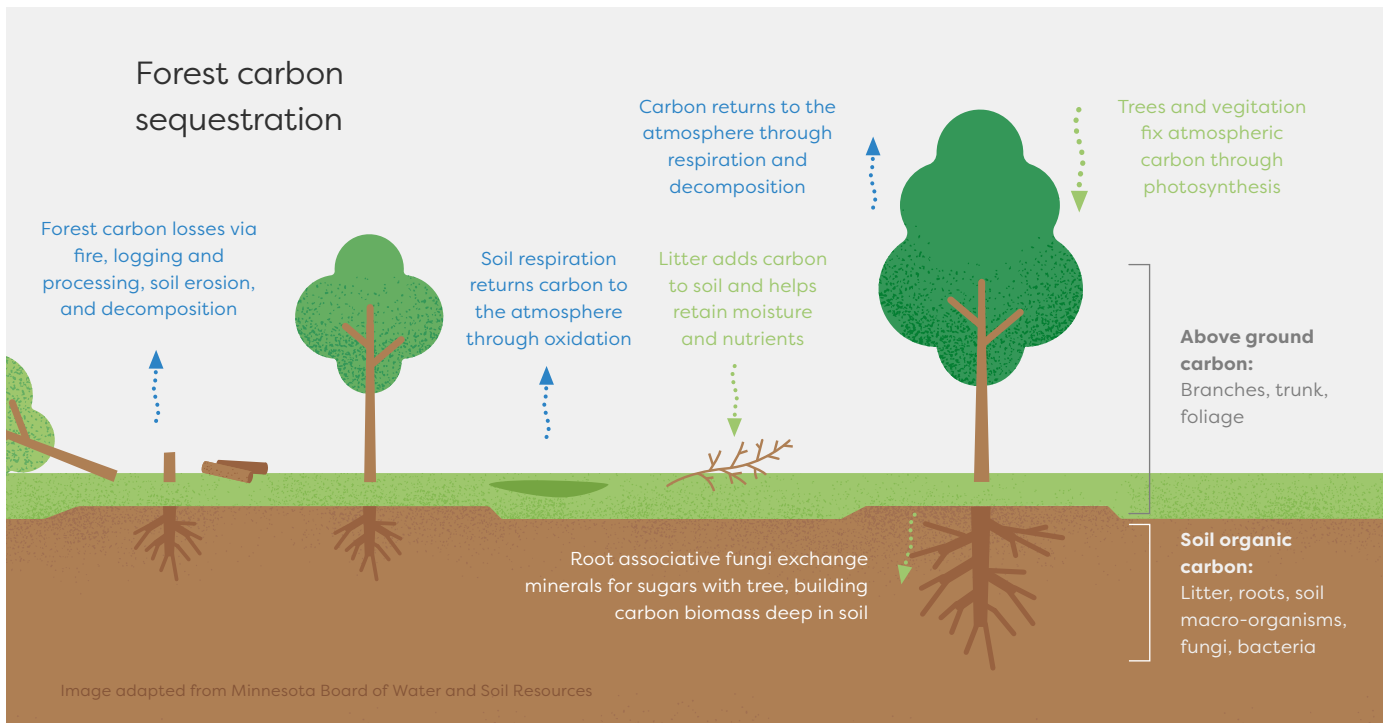 Forest carbon
sequestration
Carbon returns to the
atmosphere through
respiration and
decomposition
Trees and vegitation
fix atmospheric
carbon through
photosynthesis
Forest carbon losses via
fire, logging and
processing, soil erosion,
and decomposition
Soil respiration
returns carbon to
the atmosphere
through oxidation
Litter adds carbon
to soil and helps
retain moisture
and nutrients
Above ground
carbon:
Branches, trunk,
foliage
Root associative fungi exchange
minerals for sugars with tree, building
carbon biomass deep in soil
Soil organic
carbon:
Litter, roots, soil
macro-organisms,
fungi, bacteria
Image adapted from Minnesota Board of Water and Soil Resources